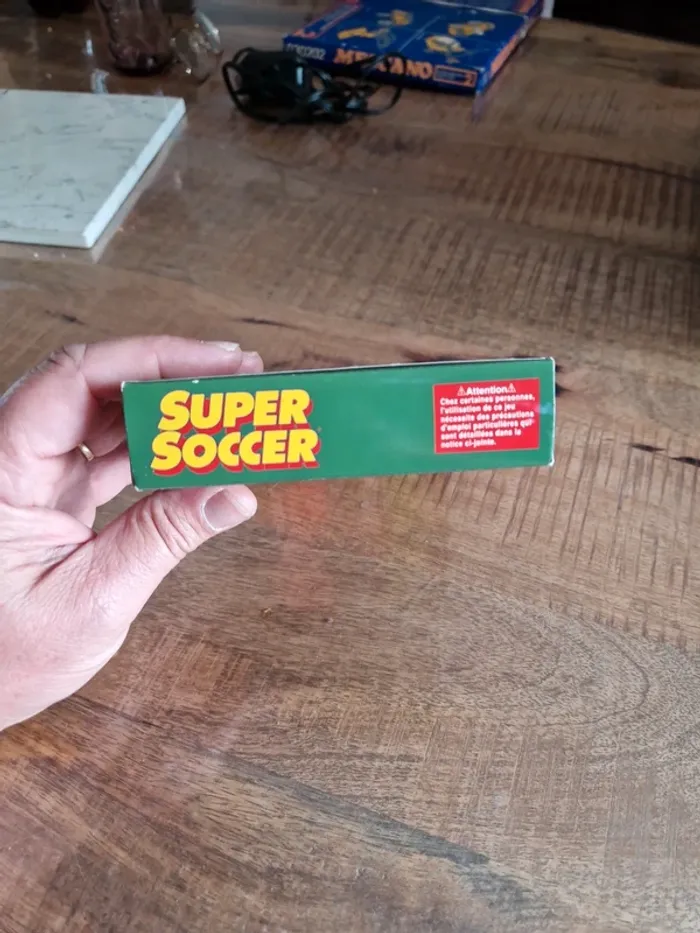 MECCANO
SUPER
SOCCER
⚠Attention⚠
Chez certaines personnes,
l'utilisation de ce jeu
nécessite des précautions
d'emploi particulières qui
sont détaillées dans la
notice ci-jointe.